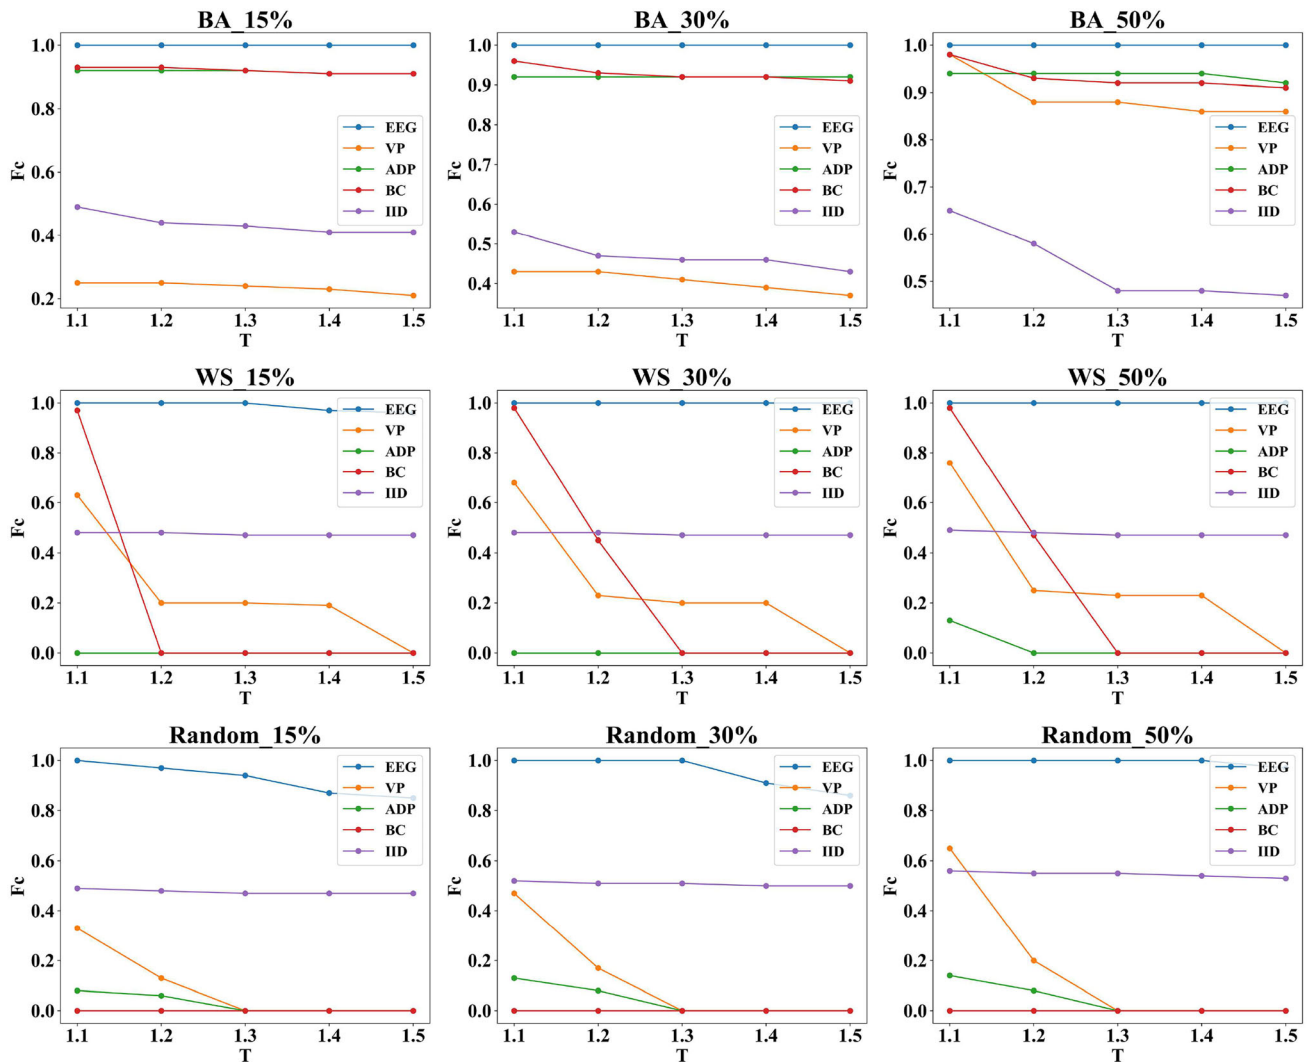 BA_15%
1.0
0.8
0.6
0.4
0.2
Fc
EEG
VP
ADP
BC
IID
1.1 1.2 1.3 1.4 1.5
T
BA_30%
1.0
0.9
0.8
0.7
0.6
0.5
0.4
Fc
EEG
VP
ADP
BC
IID
1.1 1.2 1.3 1.4 1.5
T
BA_50%
1.0
0.9
0.8
0.7
0.6
0.5
Fc
EEG
VP
ADP
BC
IID
1.1 1.2 1.3 1.4 1.5
T
WS_15%
1.0
0.8
0.6
0.4
0.2
0.0
Fc
EEG
VP
ADP
BC
IID
1.1 1.2 1.3 1.4 1.5
T
WS_30%
1.0
0.8
0.6
0.4
0.2
0.0
Fc
EEG
VP
ADP
BC
IID
1.1 1.2 1.3 1.4 1.5
T
WS_50%
1.0
0.8
0.6
0.4
0.2
0.0
Fc
EEG
VP
ADP
BC
IID
1.1 1.2 1.3 1.4 1.5
T
Random_15%
1.0
0.8
0.6
0.4
0.2
0.0
Fc
EEG
VP
ADP
BC
IID
1.1 1.2 1.3 1.4 1.5
T
Random_30%
1.0
0.8
0.6
0.4
0.2
0.0
Fc
EEG
VP
ADP
BC
IID
1.1 1.2 1.3 1.4 1.5
T
Random_50%
1.0
0.8
0.6
0.4
0.2
0.0
Fc
EEG
VP
ADP
BC
IID
1.1 1.2 1.3 1.4 1.5
T